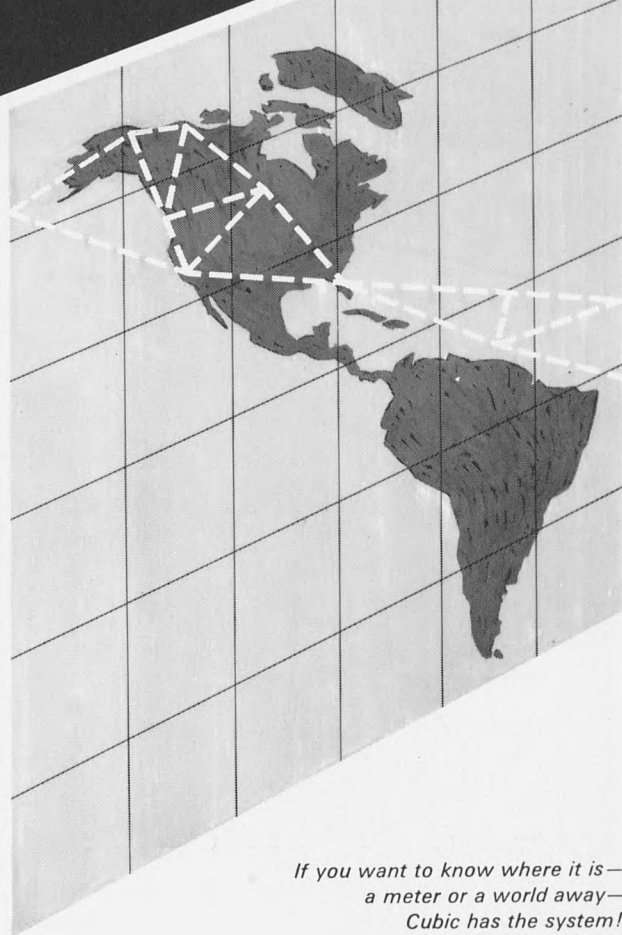 If you want to know where it is—
a meter or a world away—
Cubic has the system!